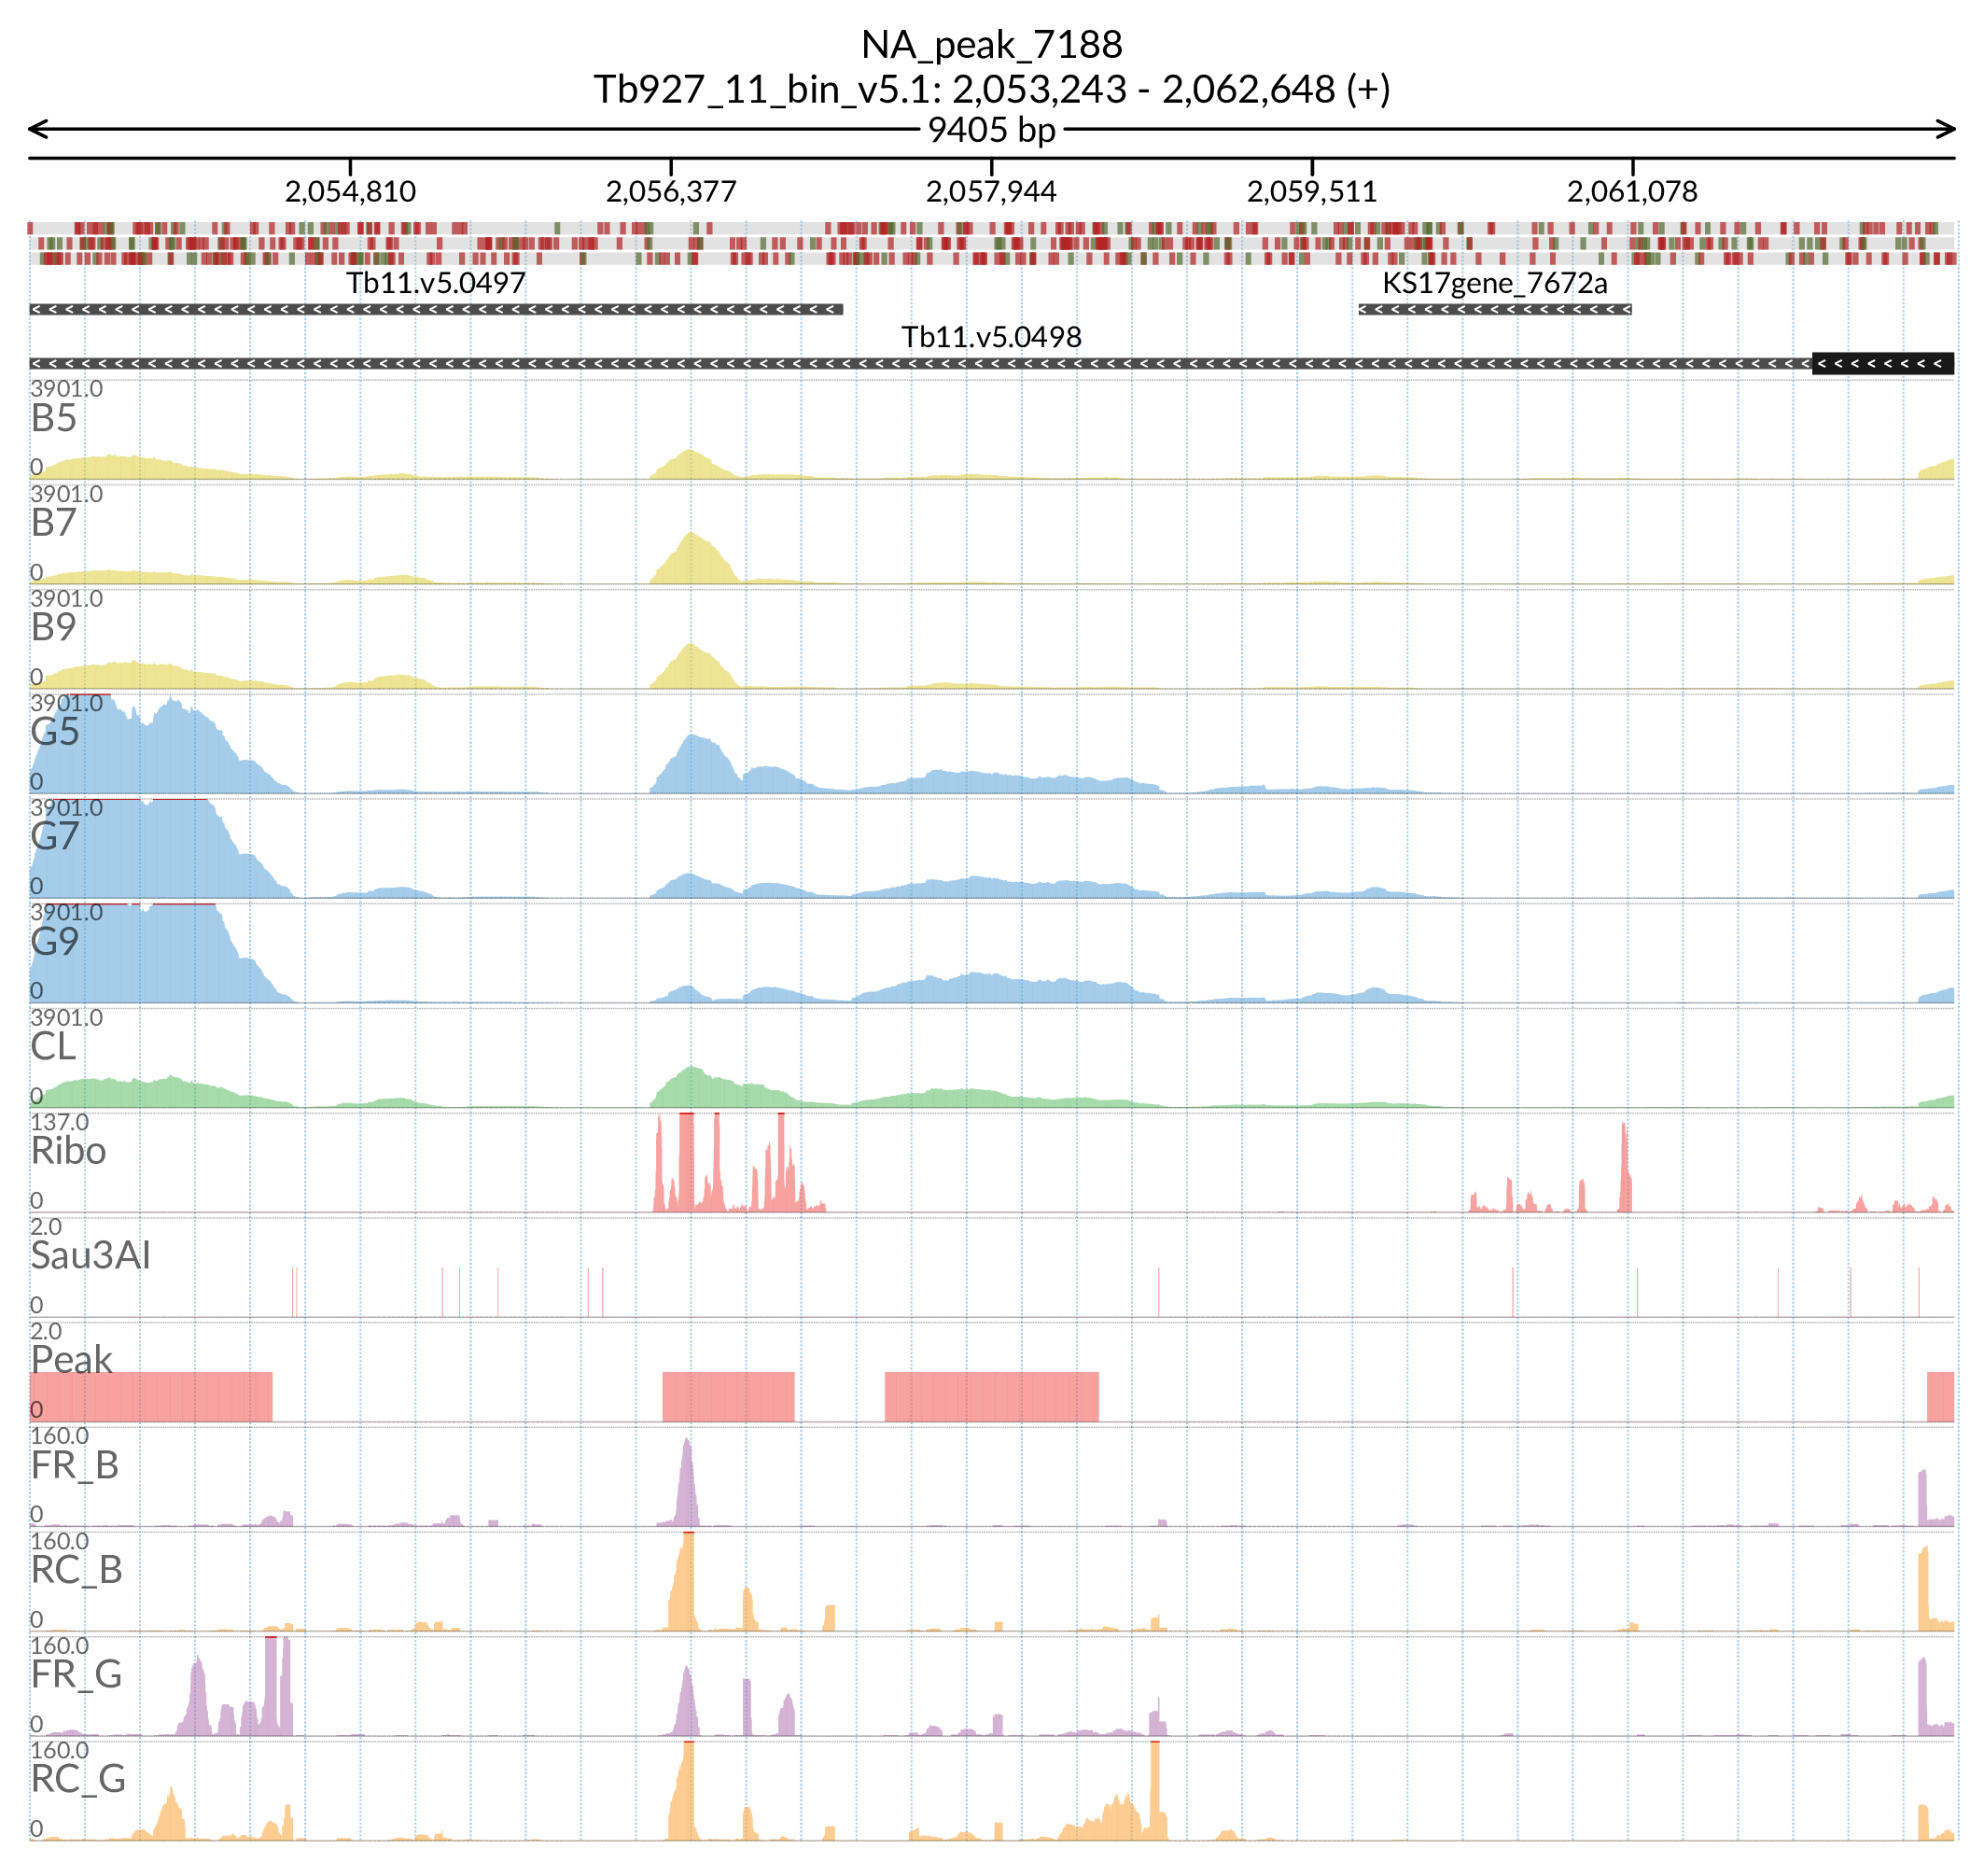 NA_peak_7188
Tb927_11_bin_v5.1: 2,053,243 - 2,062,648 (+)
9405 bp
2,054,810 2,056,377 2,057,944 2,059,511 2,061,078
Tb11.v5.0497 KS17gene_7672a
Tb11.v5.0498
3901.0
B5
0
3901.0
B7
0
3901.0
B9
0
3901.0
G5
0
3901.0
G7
0
3901.0
G9
0
3901.0
CL
0
137.0
Ribo
0
2.0
Sau3AI
0
2.0
Peak
0
160.0
FR_B
0
160.0
RC_B
0
160.0
FR_G
0
160.0
RC_G
0